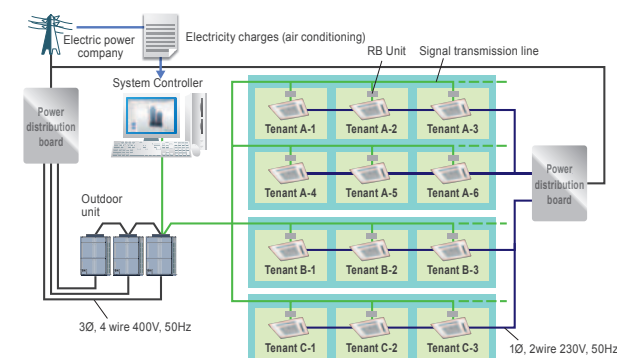 Electric power
company
Electricity charges (air conditioning)
RB Unit
Signal transmission line
System Controller
Power
distribution
board
Tenant A-1
Tenant A-2
Tenant A-3
Tenant A-4
Tenant A-5
Tenant A-6
Power
distribution
board
Outdoor
unit
Tenant B-1
Tenant B-2
Tenant B-3
3Ø, 4 wire 400V, 50Hz
Tenant C-1
Tenant C-2
Tenant C-3
1Ø, 2wire 230V, 50Hz